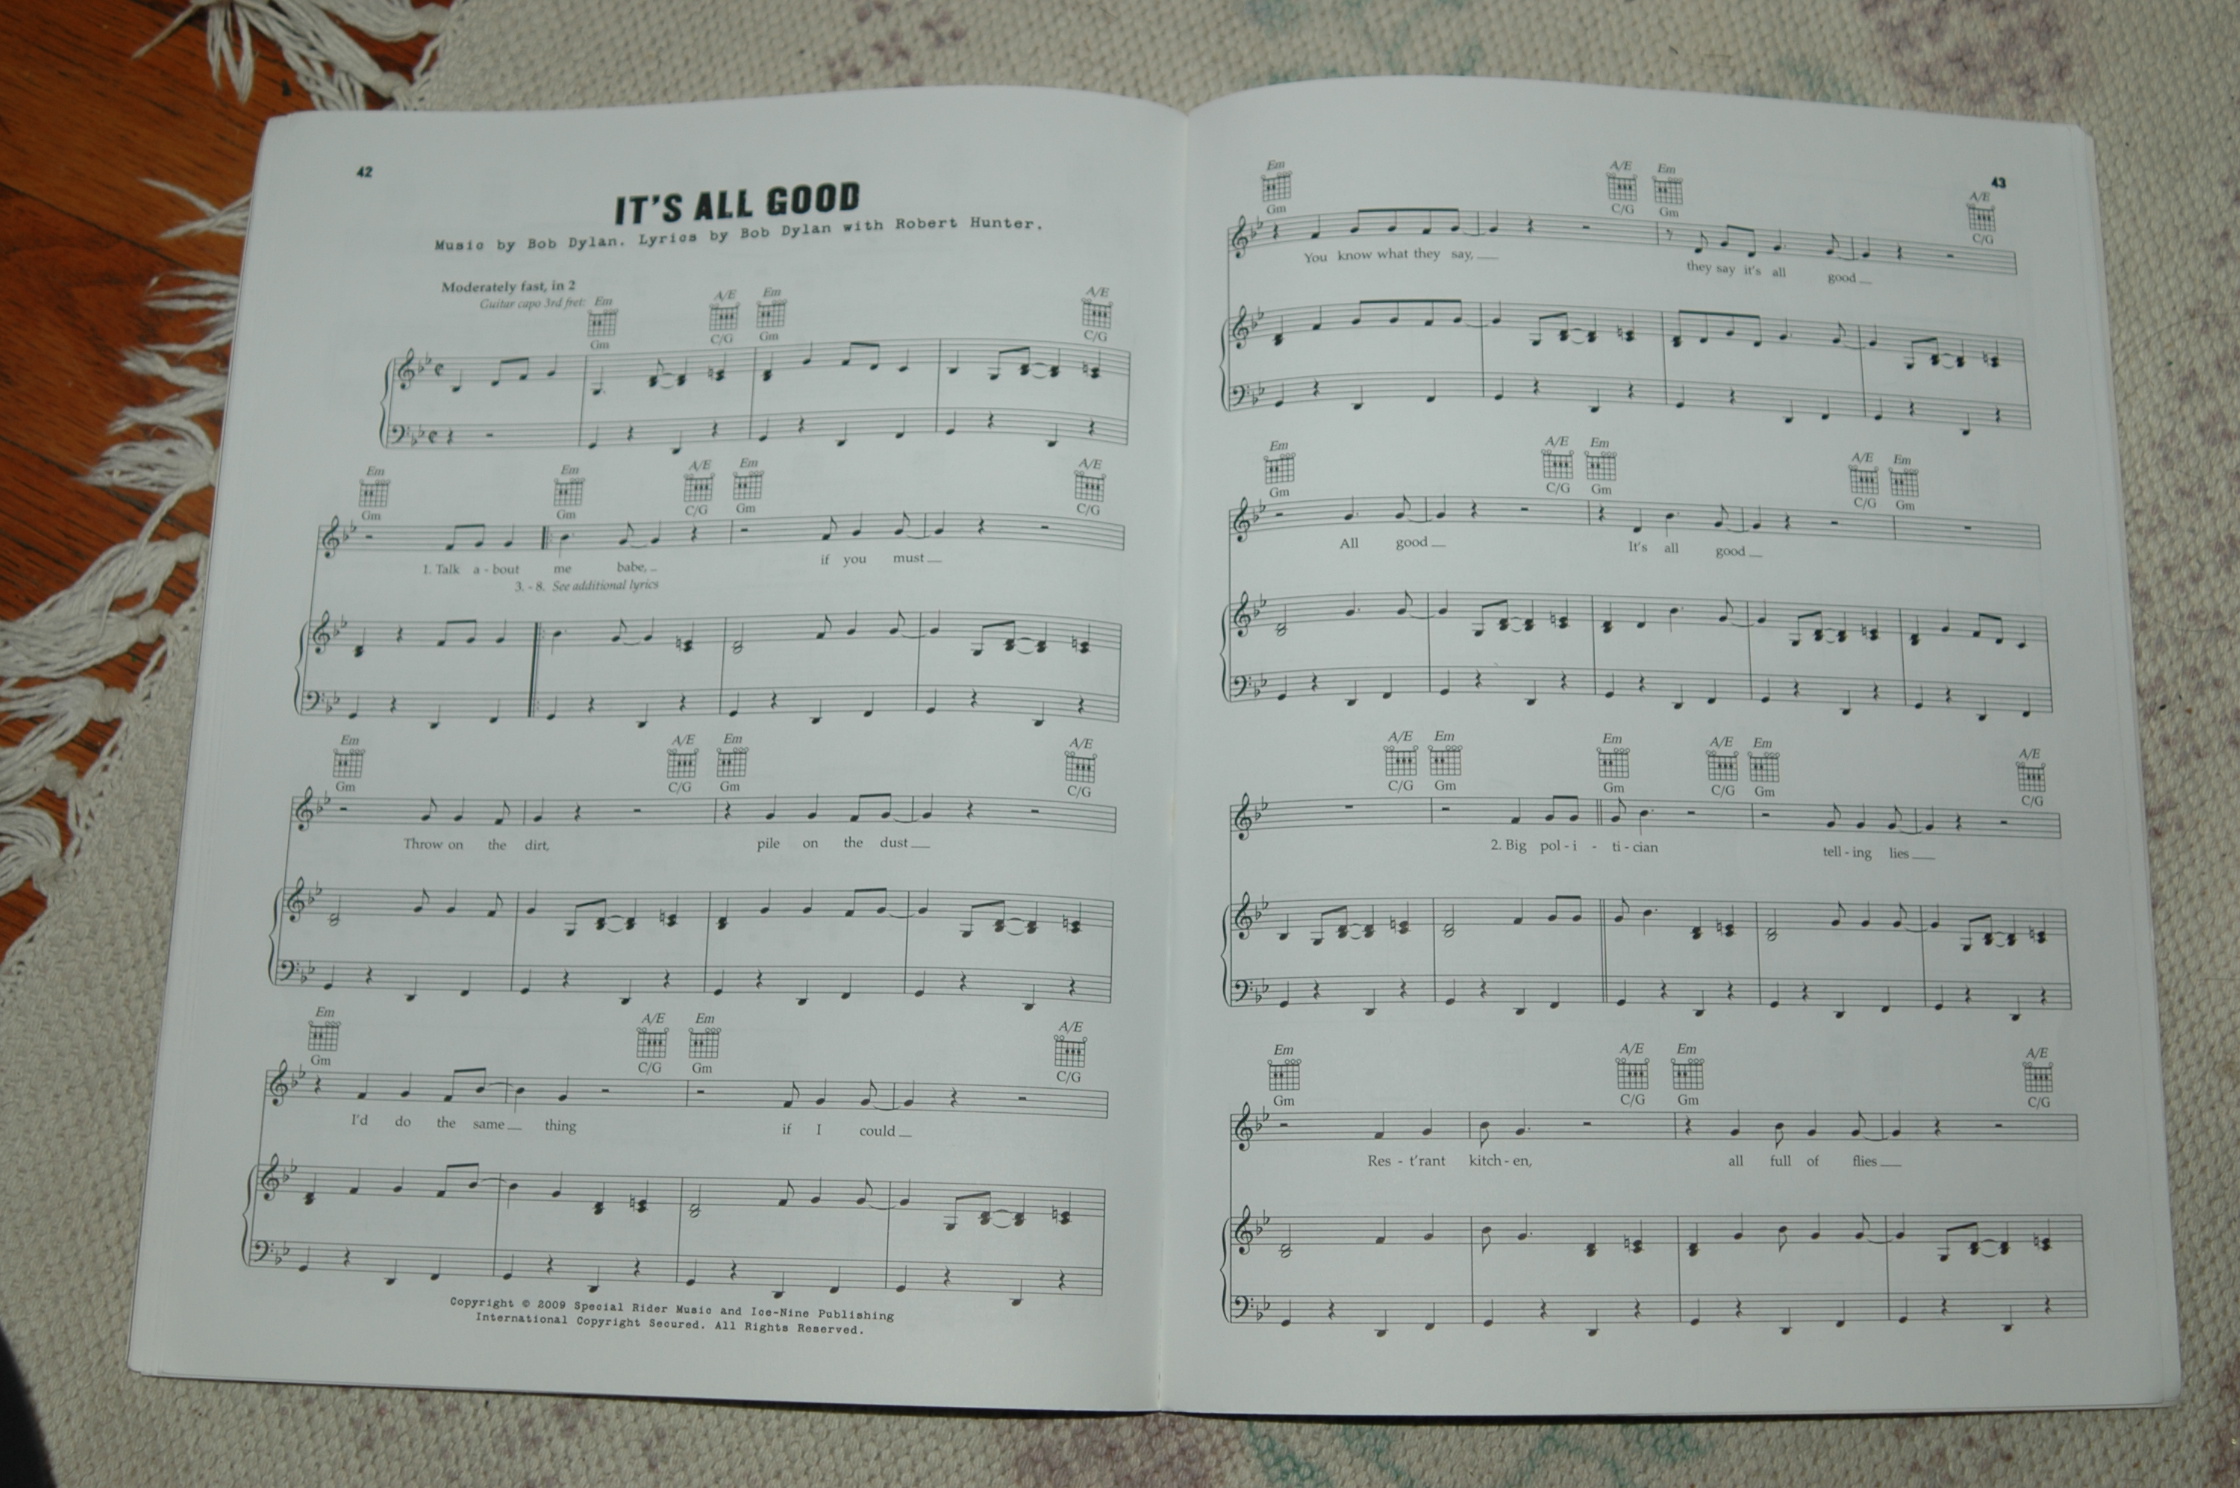 42
IT'S ALL GOOD
Music by Bob Dylan. Lyrics by Bob Dylan with Robert Hunter.
Moderately fast, in 2
Guitar capo 3rd fret: Em A/E Em A/E
Gm C/G Gm C/G
Em Em A/E Em A/E
Gm Gm C/G Gm C/G
1. Talk a - bout me babe, if you must
3. - 8. See additional lyrics
Em A/E Em A/E
Gm C/G Gm C/G
Throw on the dirt, pile on the dust
Em A/E Em A/E
Gm C/G Gm C/G
I'd do the same thing if I could
Copyright © 2009 Special Rider Music and Ice-Nine Publishing
International Copyright Secured. All Rights Reserved.
43
Em A/E Em A/E
Gm C/G Gm C/G
You know what they say, they say it's all good
Em A/E Em A/E Em
Gm C/G Gm C/G Gm
All good It's all good
A/E Em Em A/E Em A/E
C/G Gm Gm C/G Gm C/G
2. Big pol - i - ti - cian tell - ing lies
Em A/E Em A/E
Gm C/G Gm C/G
Res - t'rant kitch - en, all full of flies